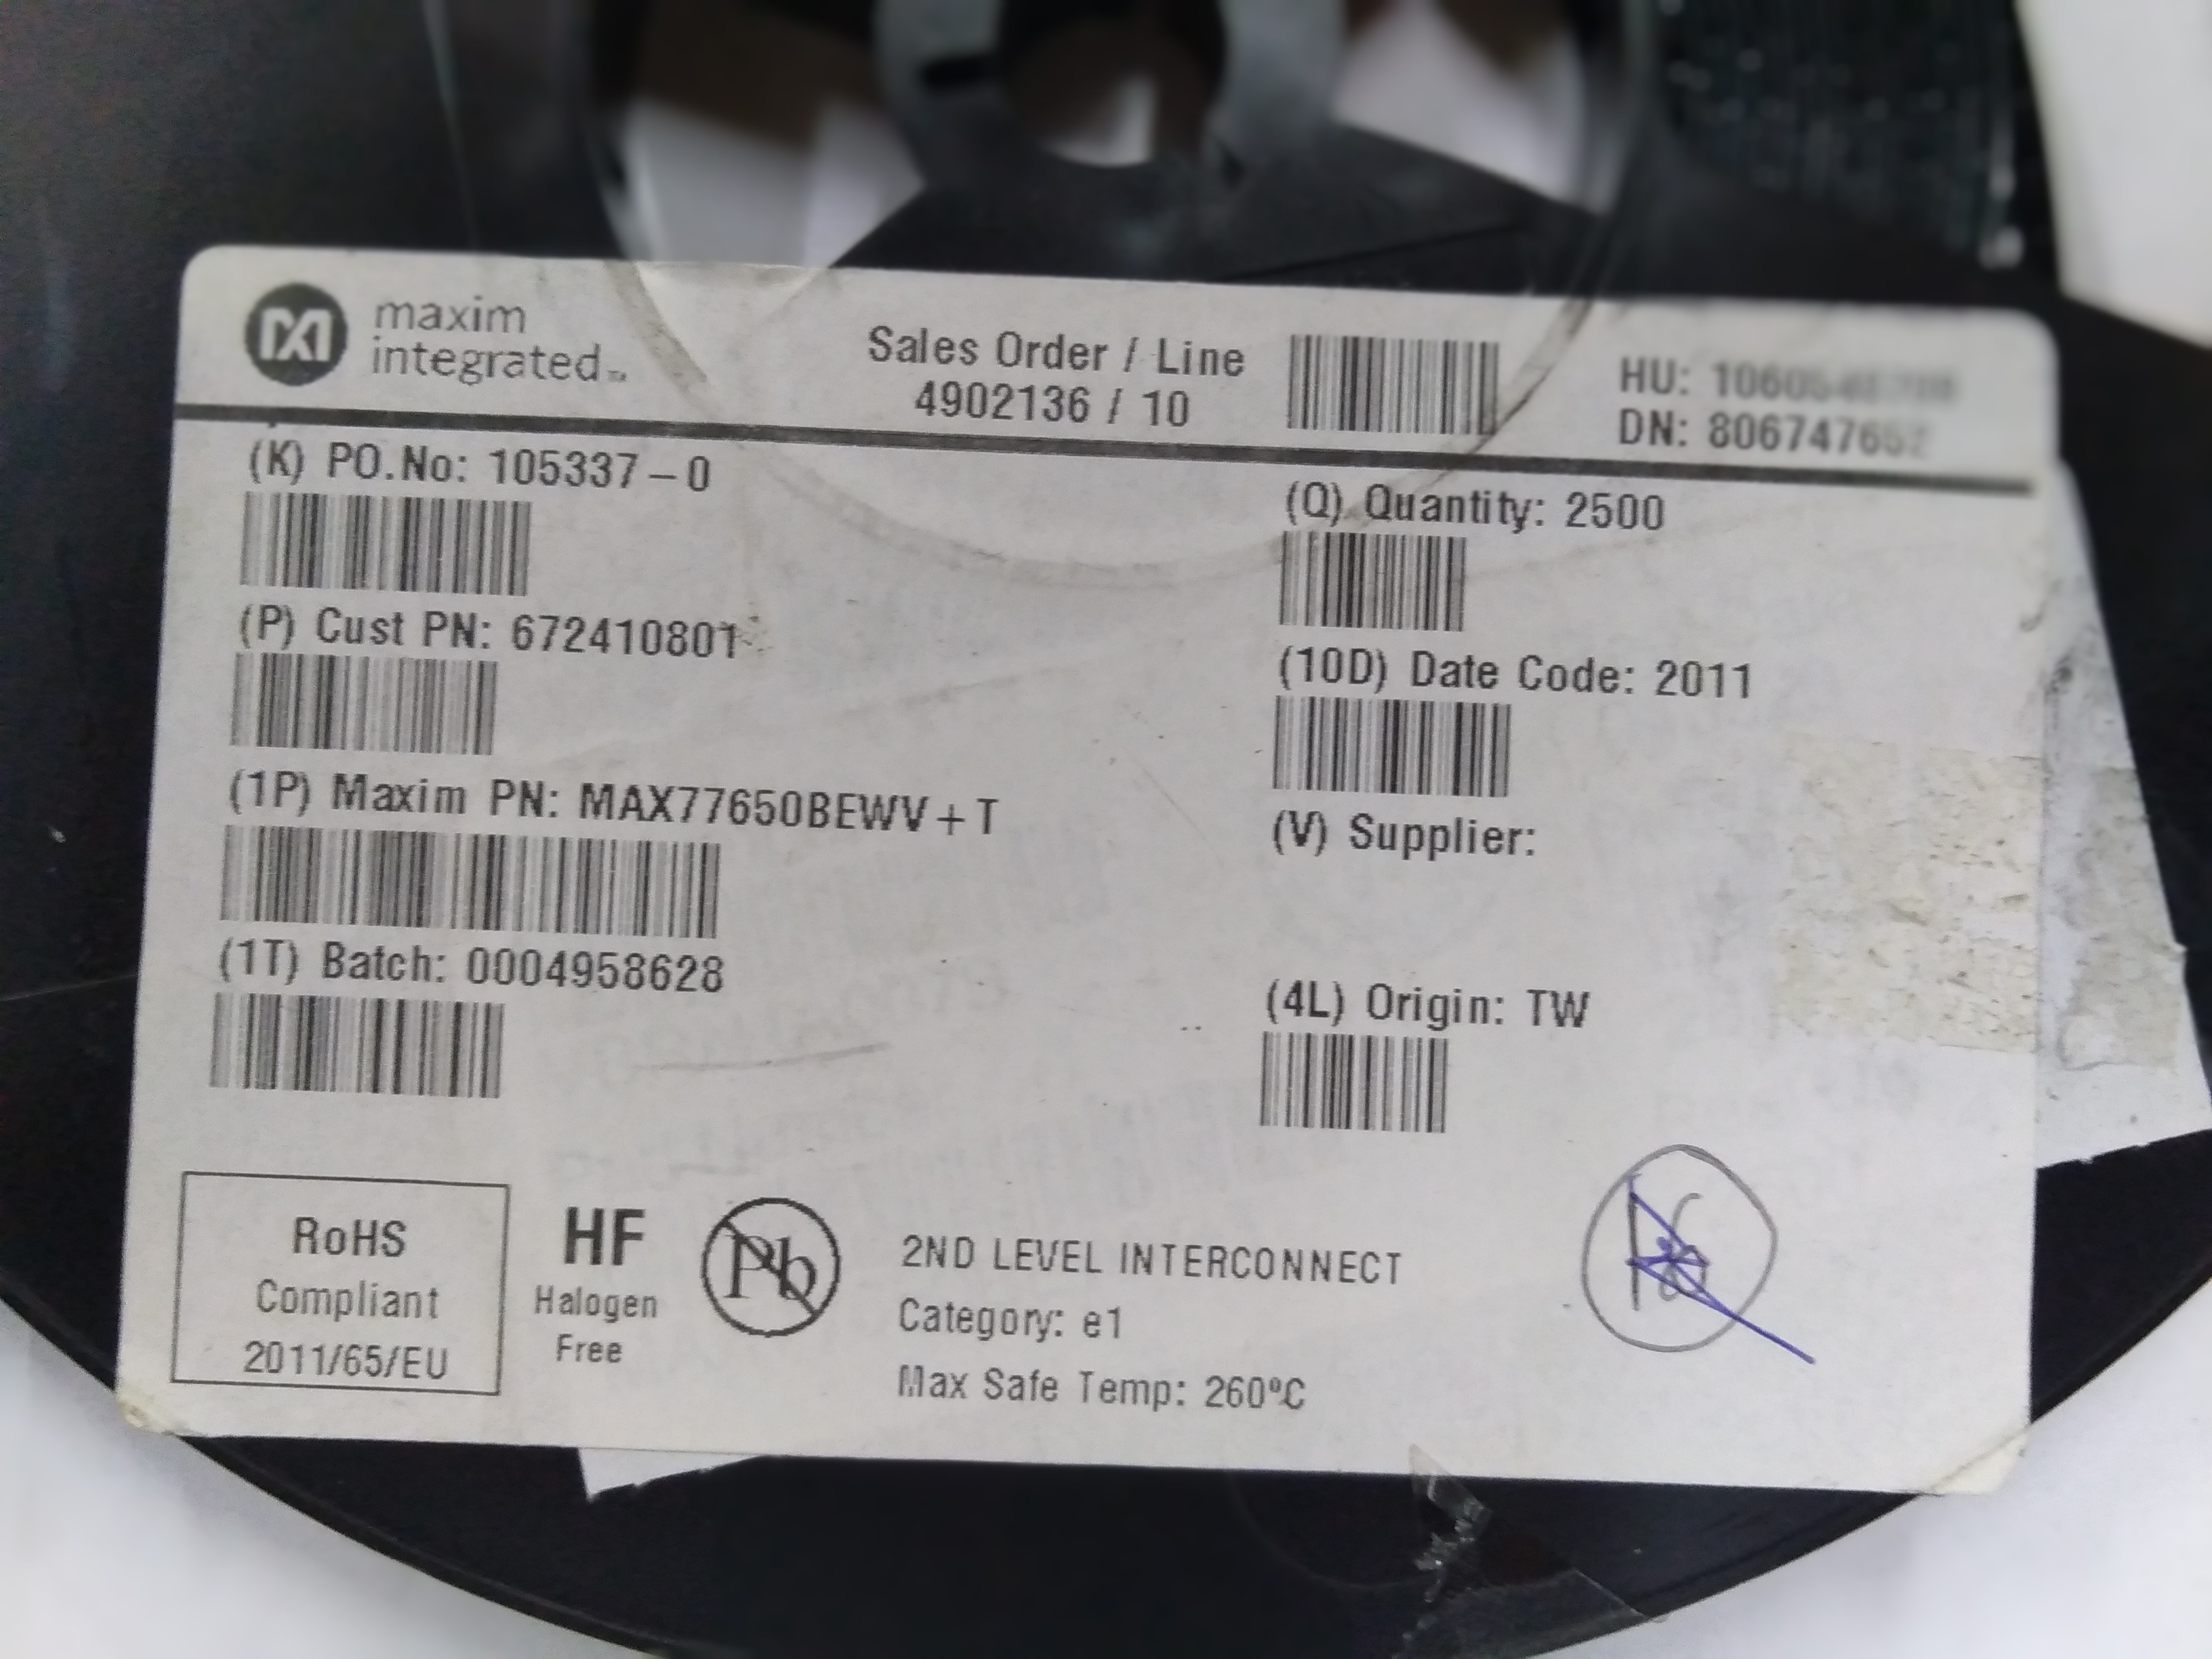 maxim
integrated™
Sales Order / Line
4902136 / 10
HU:
DN:
(K) PO.No: 105337-0
(Q) Quantity: 2500
(P) Cust PN: 672410801
(10D) Date Code: 2011
(1P) Maxim PN: MAX77650BEWV+T
(V) Supplier:
(1T) Batch: 0004958628
(4L) Origin: TW
RoHS
Compliant
2011/65/EU
HF
Halogen
Free
Pb
2ND LEVEL INTERCONNECT
Category: e1
Max Safe Temp: 260ºC